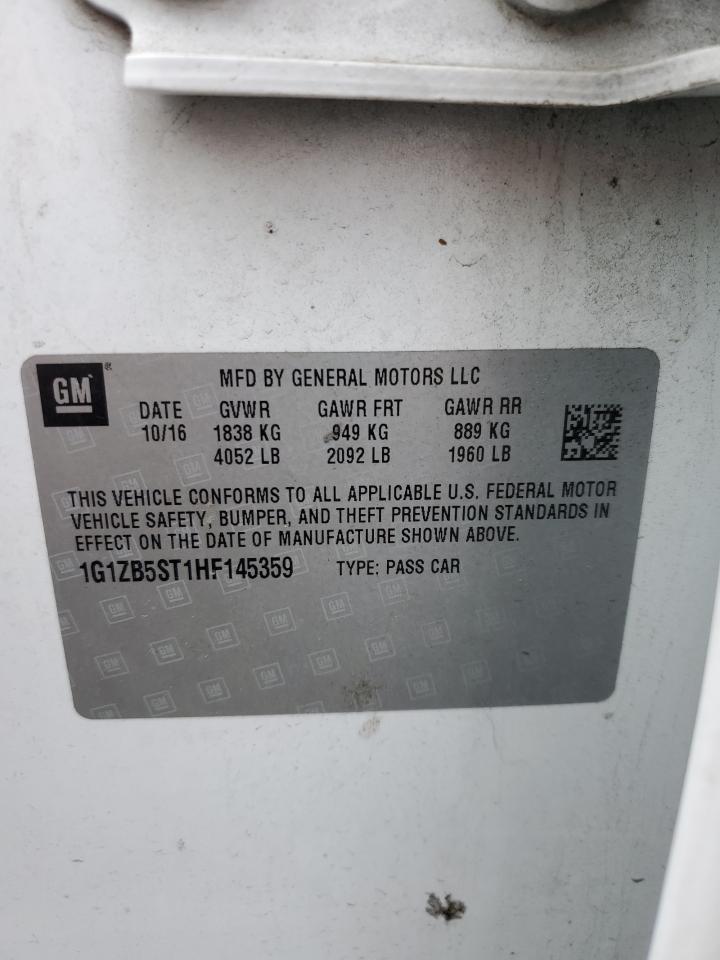 GM
MFD BY GENERAL MOTORS LLC
DATE GVWR GAWR FRT GAWR RR
10/16 1838 KG 949 KG 889 KG
4052 LB 2092 LB 1960 LB
THIS VEHICLE CONFORMS TO ALL APPLICABLE U.S. FEDERAL MOTOR
VEHICLE SAFETY, BUMPER, AND THEFT PREVENTION STANDARDS IN
EFFECT ON THE DATE OF MANUFACTURE SHOWN ABOVE.
1G1ZB5ST1HF145359 TYPE: PASS CAR